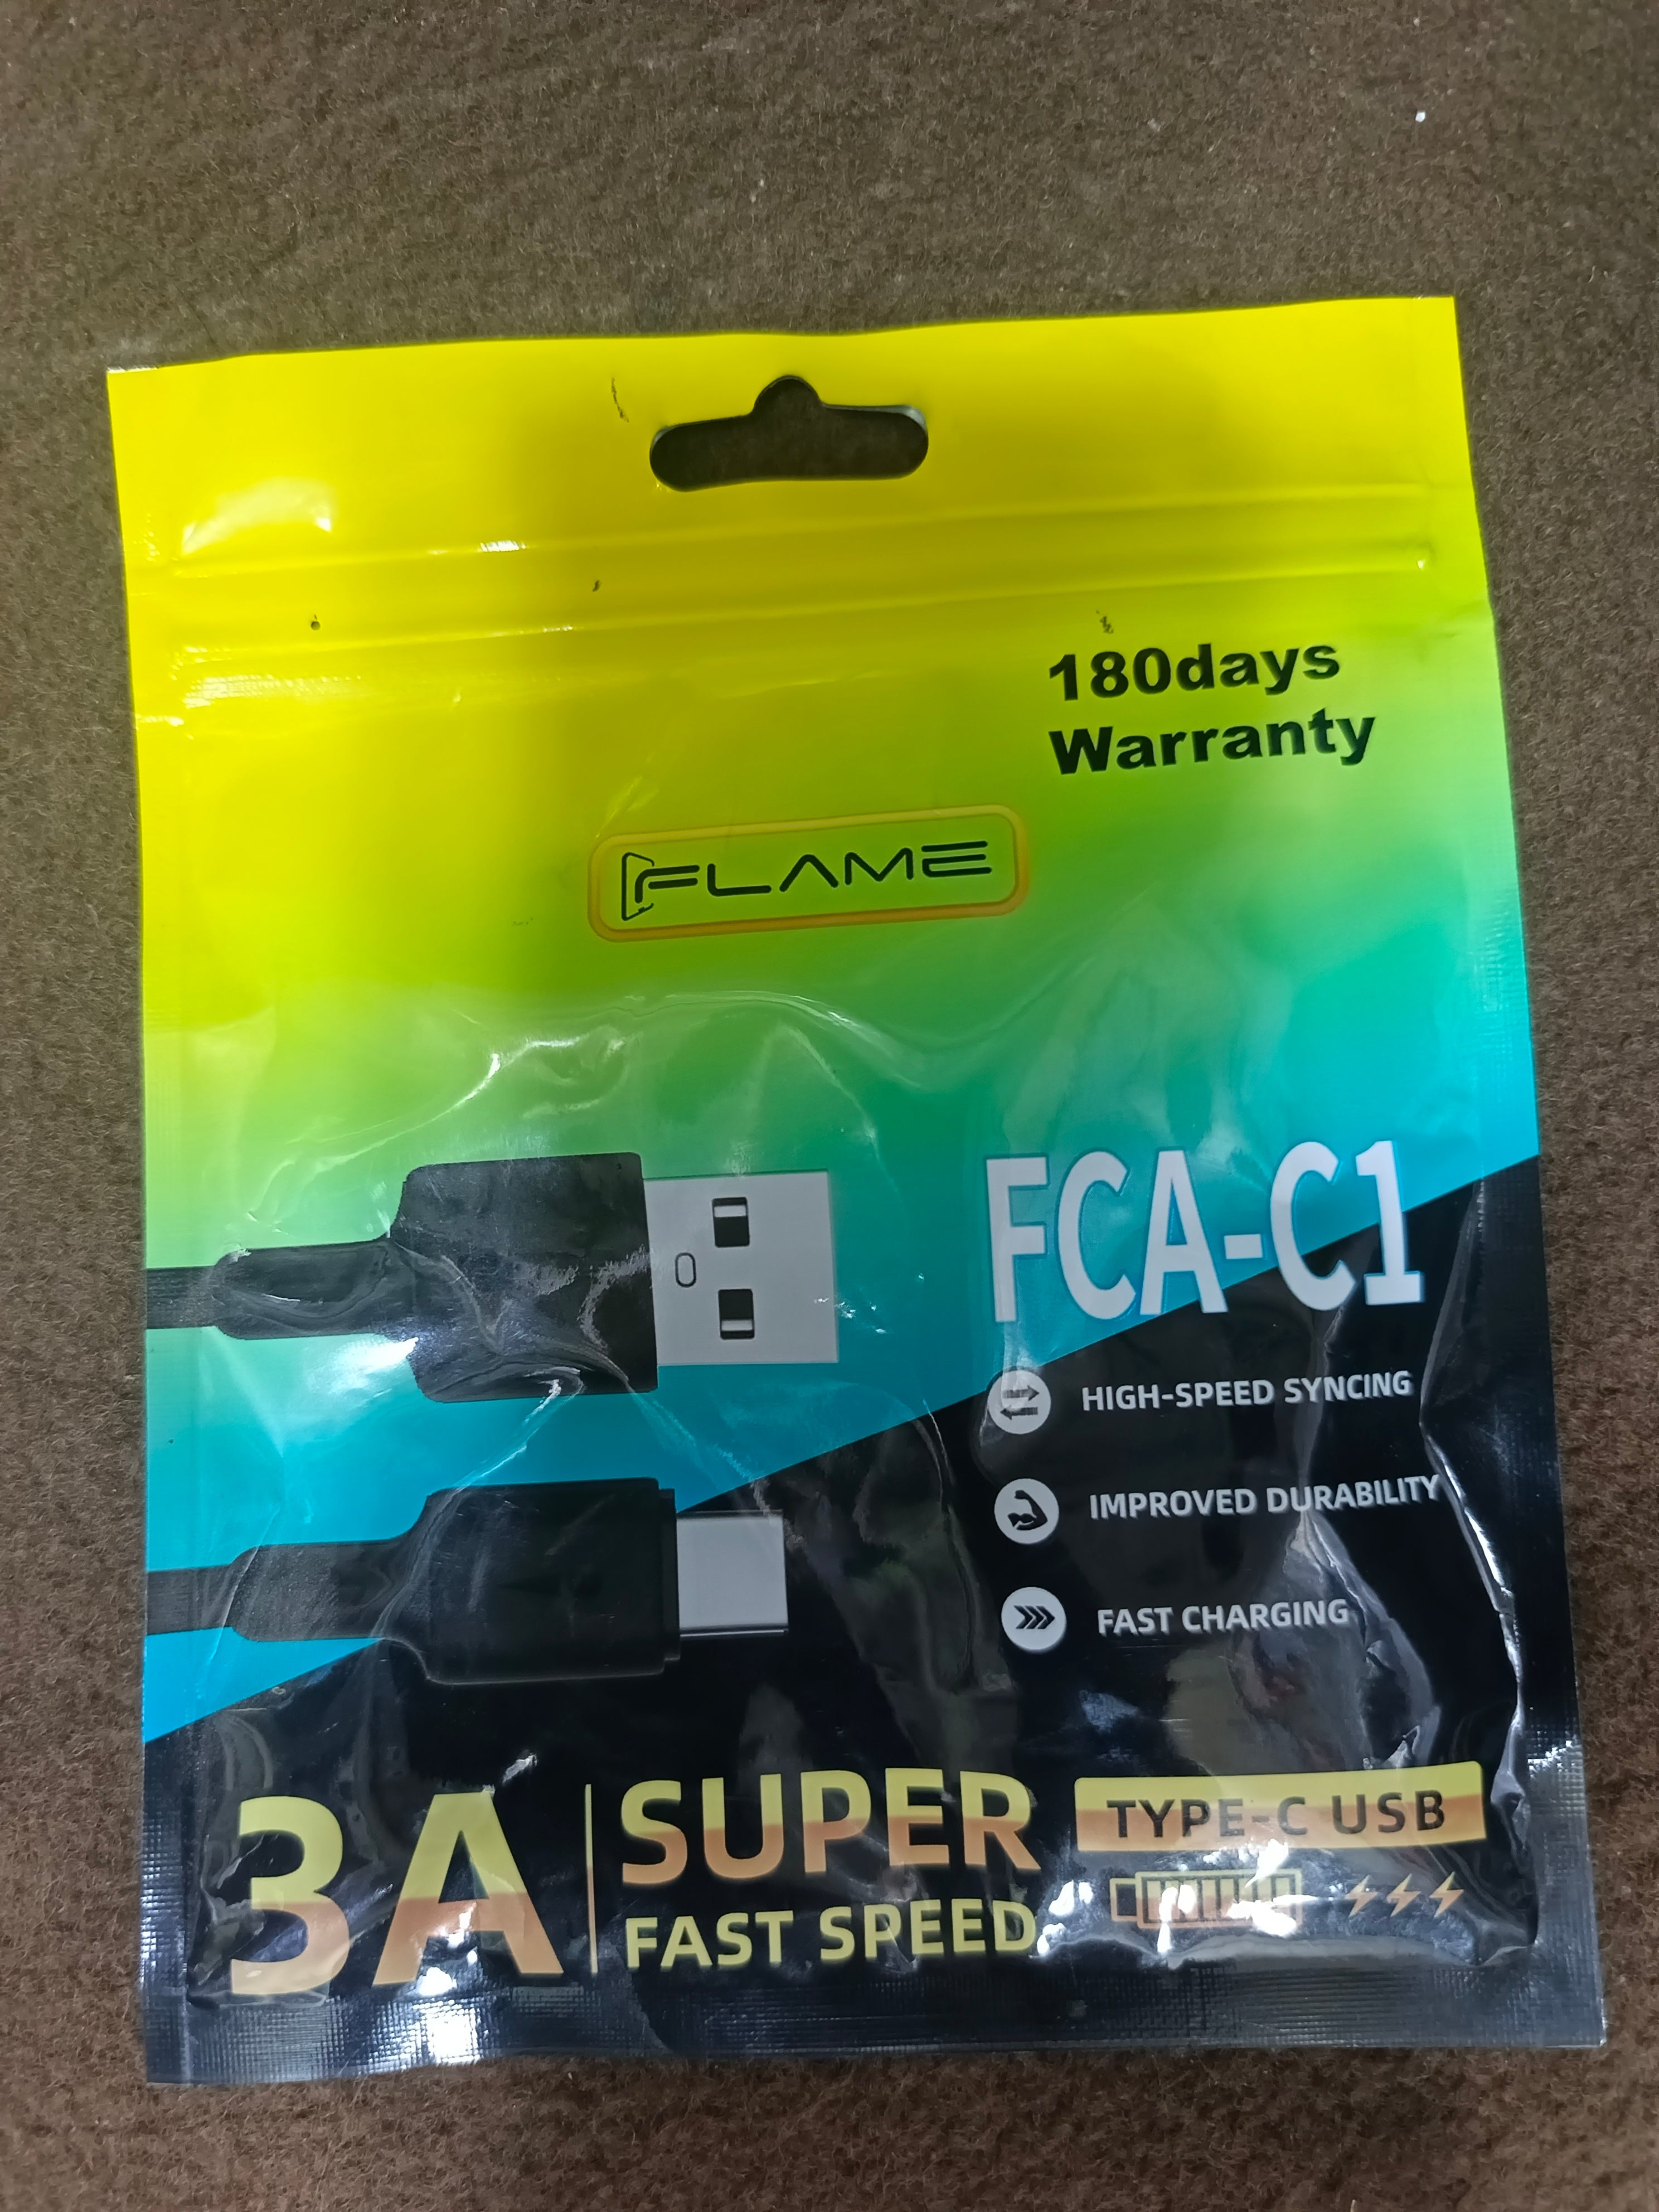 180days
Warranty
FLAME
FCA-C1
HIGH-SPEED SYNCING
IMPROVED DURABILITY
FAST CHARGING
3A
SUPER
FAST SPEED
TYPE-C USB